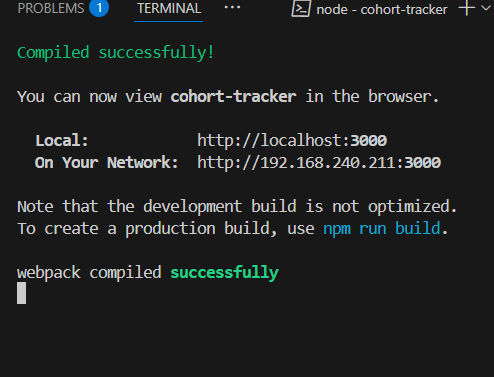 PROBLEMS 1 TERMINAL ··· node - cohort-tracker
Compiled successfully!
You can now view cohort-tracker in the browser.
Local: http://localhost:3000
On Your Network: http://192.168.240.211:3000
Note that the development build is not optimized.
To create a production build, use npm run build.
webpack compiled successfully